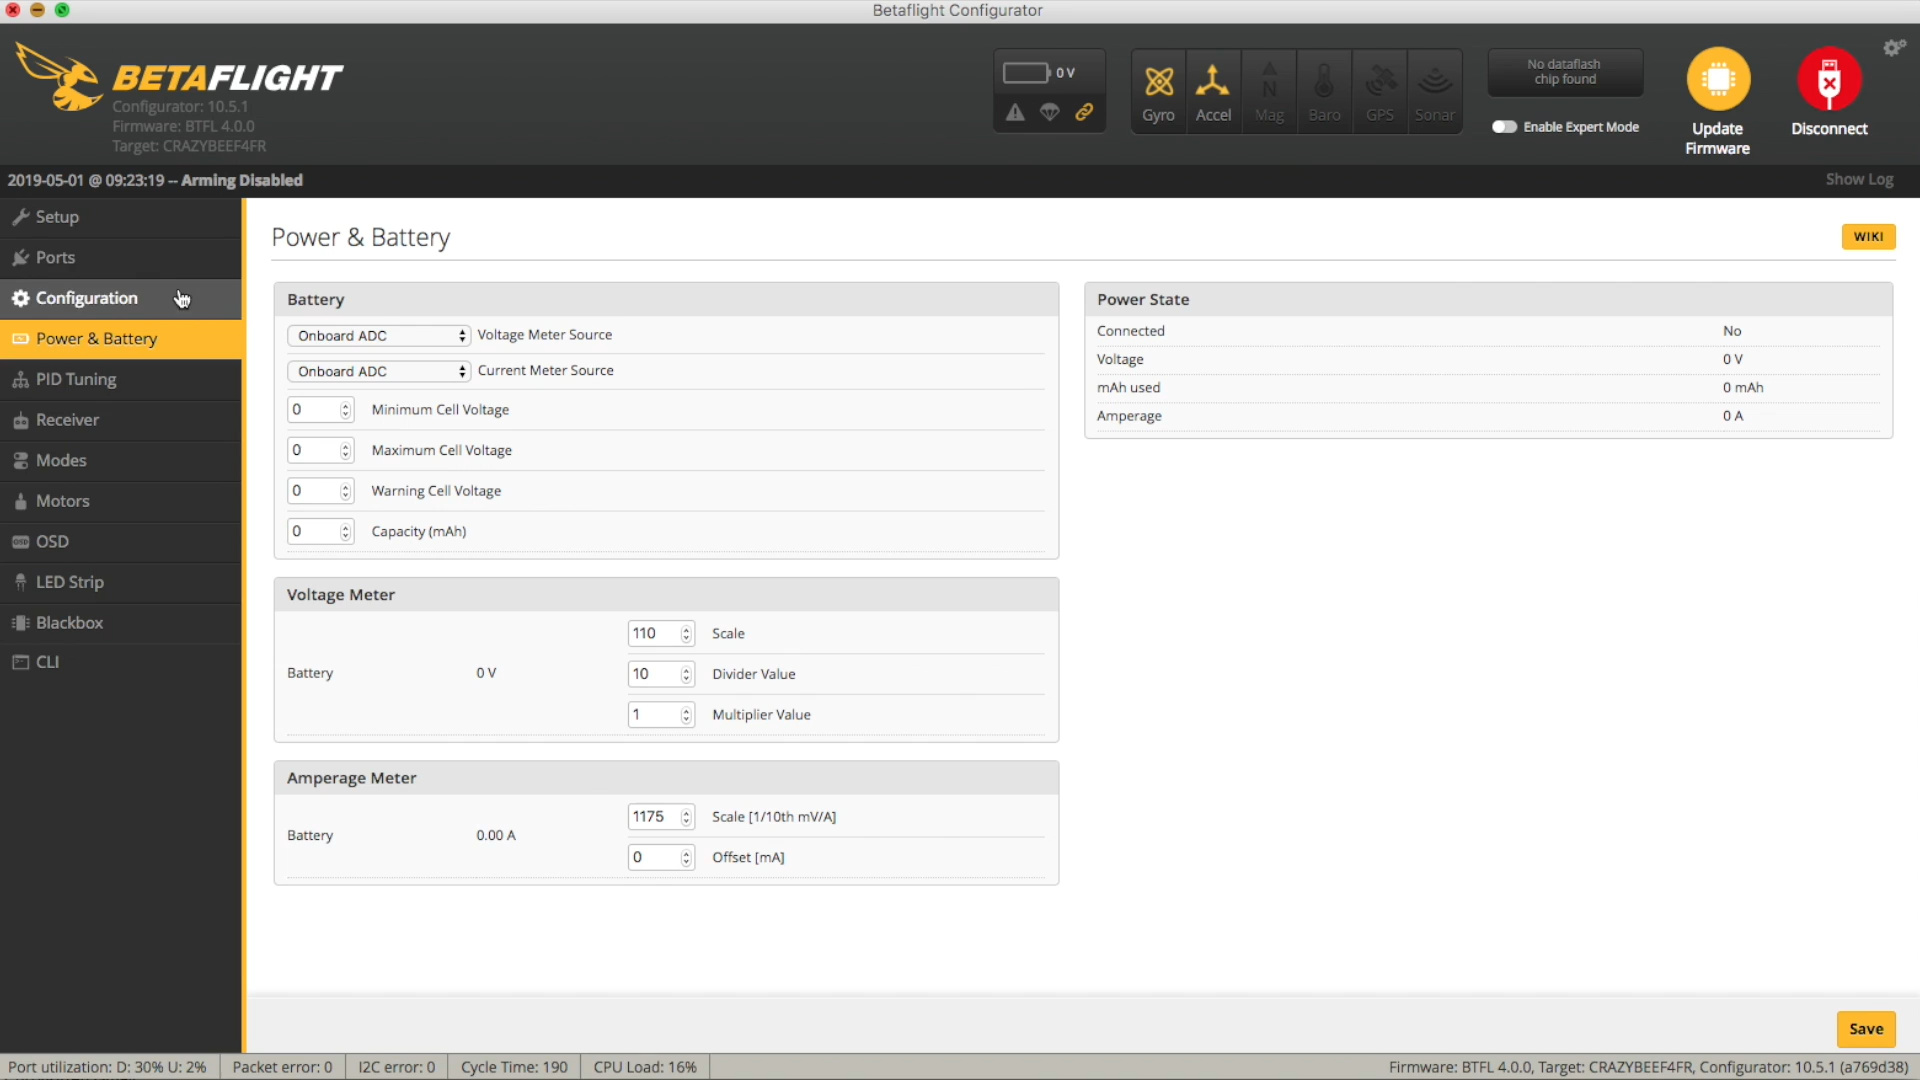 Betaflight Configurator
BETAFLIGHT
Configurator: 10.5.1
Firmware: BTFL 4.0.0
Target: CRAZYBEEF4FR
0 V
Gyro
Accel
Mag
Baro
GPS
Sonar
No dataflash
chip found
Enable Expert Mode
Update
Firmware
Disconnect
2019-05-01 @ 09:23:19 -- Arming Disabled
Show Log
Setup
Ports
Configuration
Power & Battery
PID Tuning
Receiver
Modes
Motors
OSD
LED Strip
Blackbox
CLI
Power & Battery
WIKI
Battery
Onboard ADC Voltage Meter Source
Onboard ADC Current Meter Source
0 Minimum Cell Voltage
0 Maximum Cell Voltage
0 Warning Cell Voltage
0 Capacity (mAh)
Power State
Connected No
Voltage 0 V
mAh used 0 mAh
Amperage 0 A
Voltage Meter
Battery 0 V
110 Scale
10 Divider Value
1 Multiplier Value
Amperage Meter
Battery 0.00 A
1175 Scale [1/10th mV/A]
0 Offset [mA]
Save
Port utilization: D: 30% U: 2% Packet error: 0 I2C error: 0 Cycle Time: 190 CPU Load: 16% Firmware: BTFL 4.0.0, Target: CRAZYBEEF4FR, Configurator: 10.5.1 (a769d38)